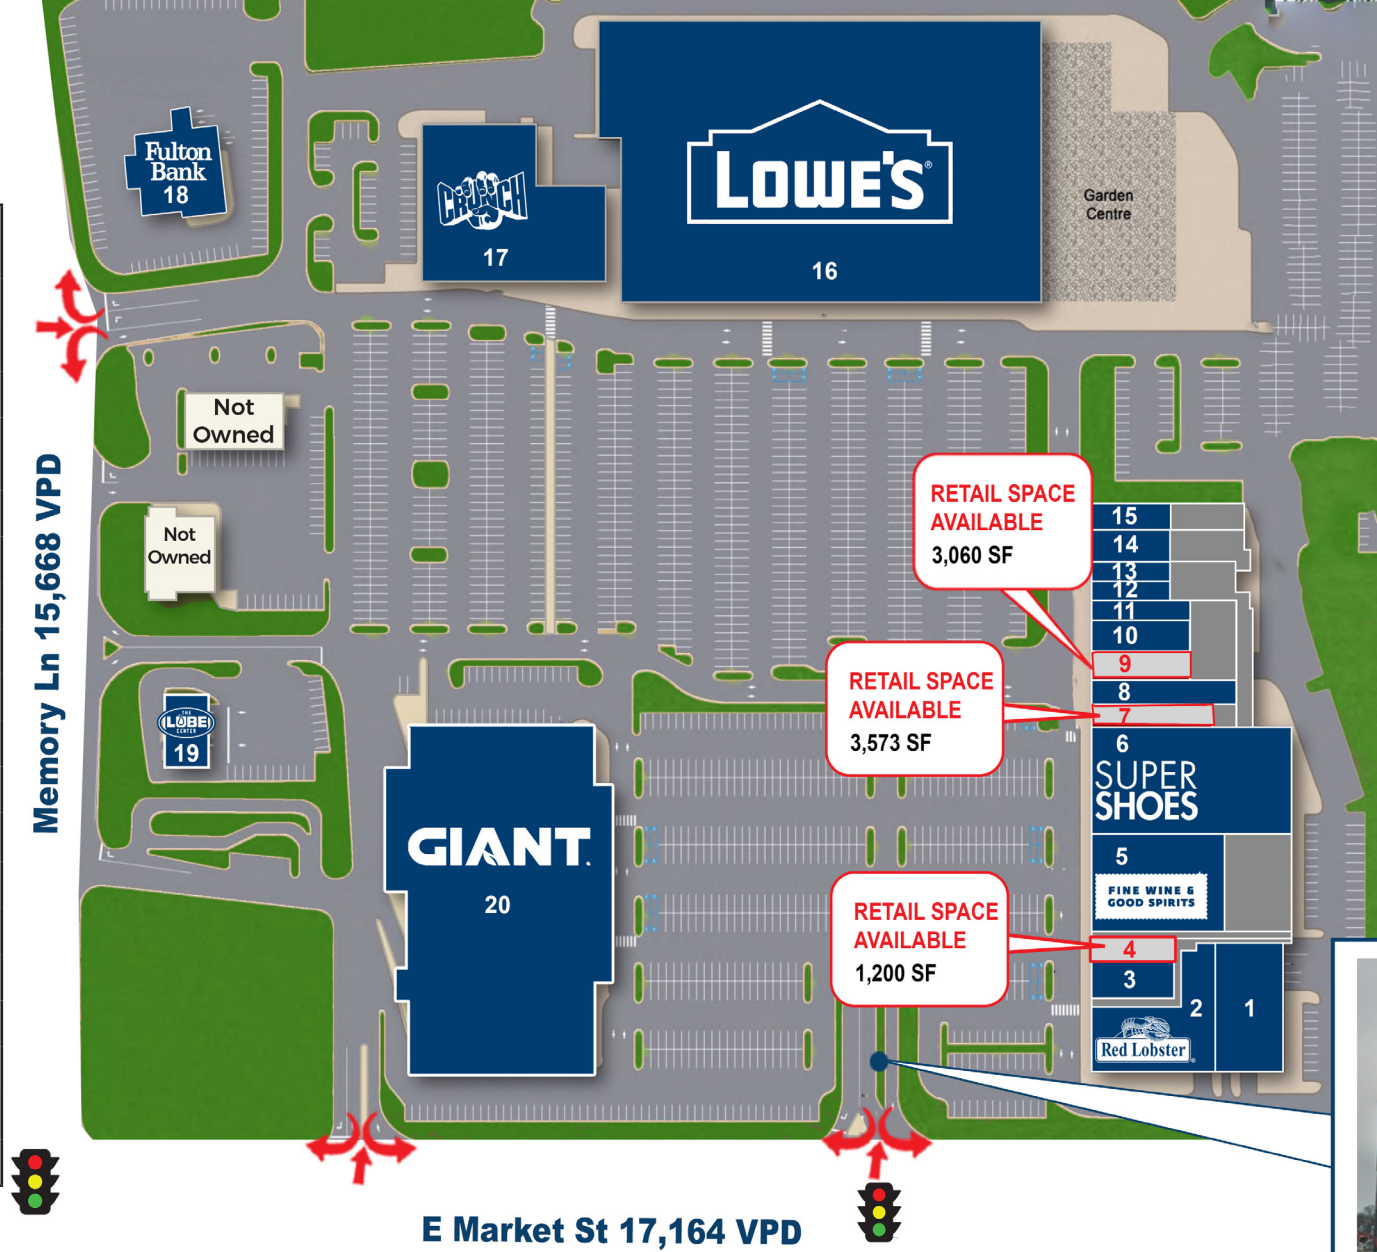 Fulton
Bank
18
CRUNCH
17
LOWE'S®
16
Garden
Centre
Not
Owned
Not
Owned
THE
LUBE
CENTER
19
Memory Ln 15,668 VPD
RETAIL SPACE
AVAILABLE
3,060 SF
RETAIL SPACE
AVAILABLE
3,573 SF
RETAIL SPACE
AVAILABLE
1,200 SF
15
14
13
12
11
10
9
8
7
6
SUPER
SHOES
5
FINE WINE &
GOOD SPIRITS
4
3
2
1
Red Lobster®
GIANT.
20
E Market St 17,164 VPD